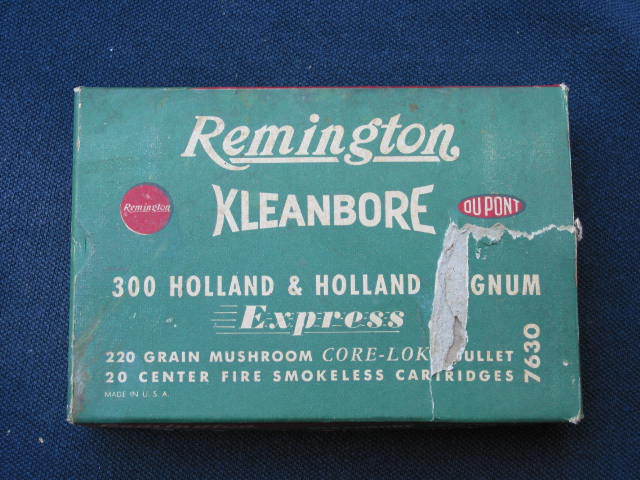 Remington
Remington
KLEANBORE
DU PONT
300 HOLLAND & HOLLAND GNUM
Express
220 GRAIN MUSHROOM CORE-LOK ULLET
20 CENTER FIRE SMOKELESS CARTRIDGES
7630
MADE IN U. S. A.